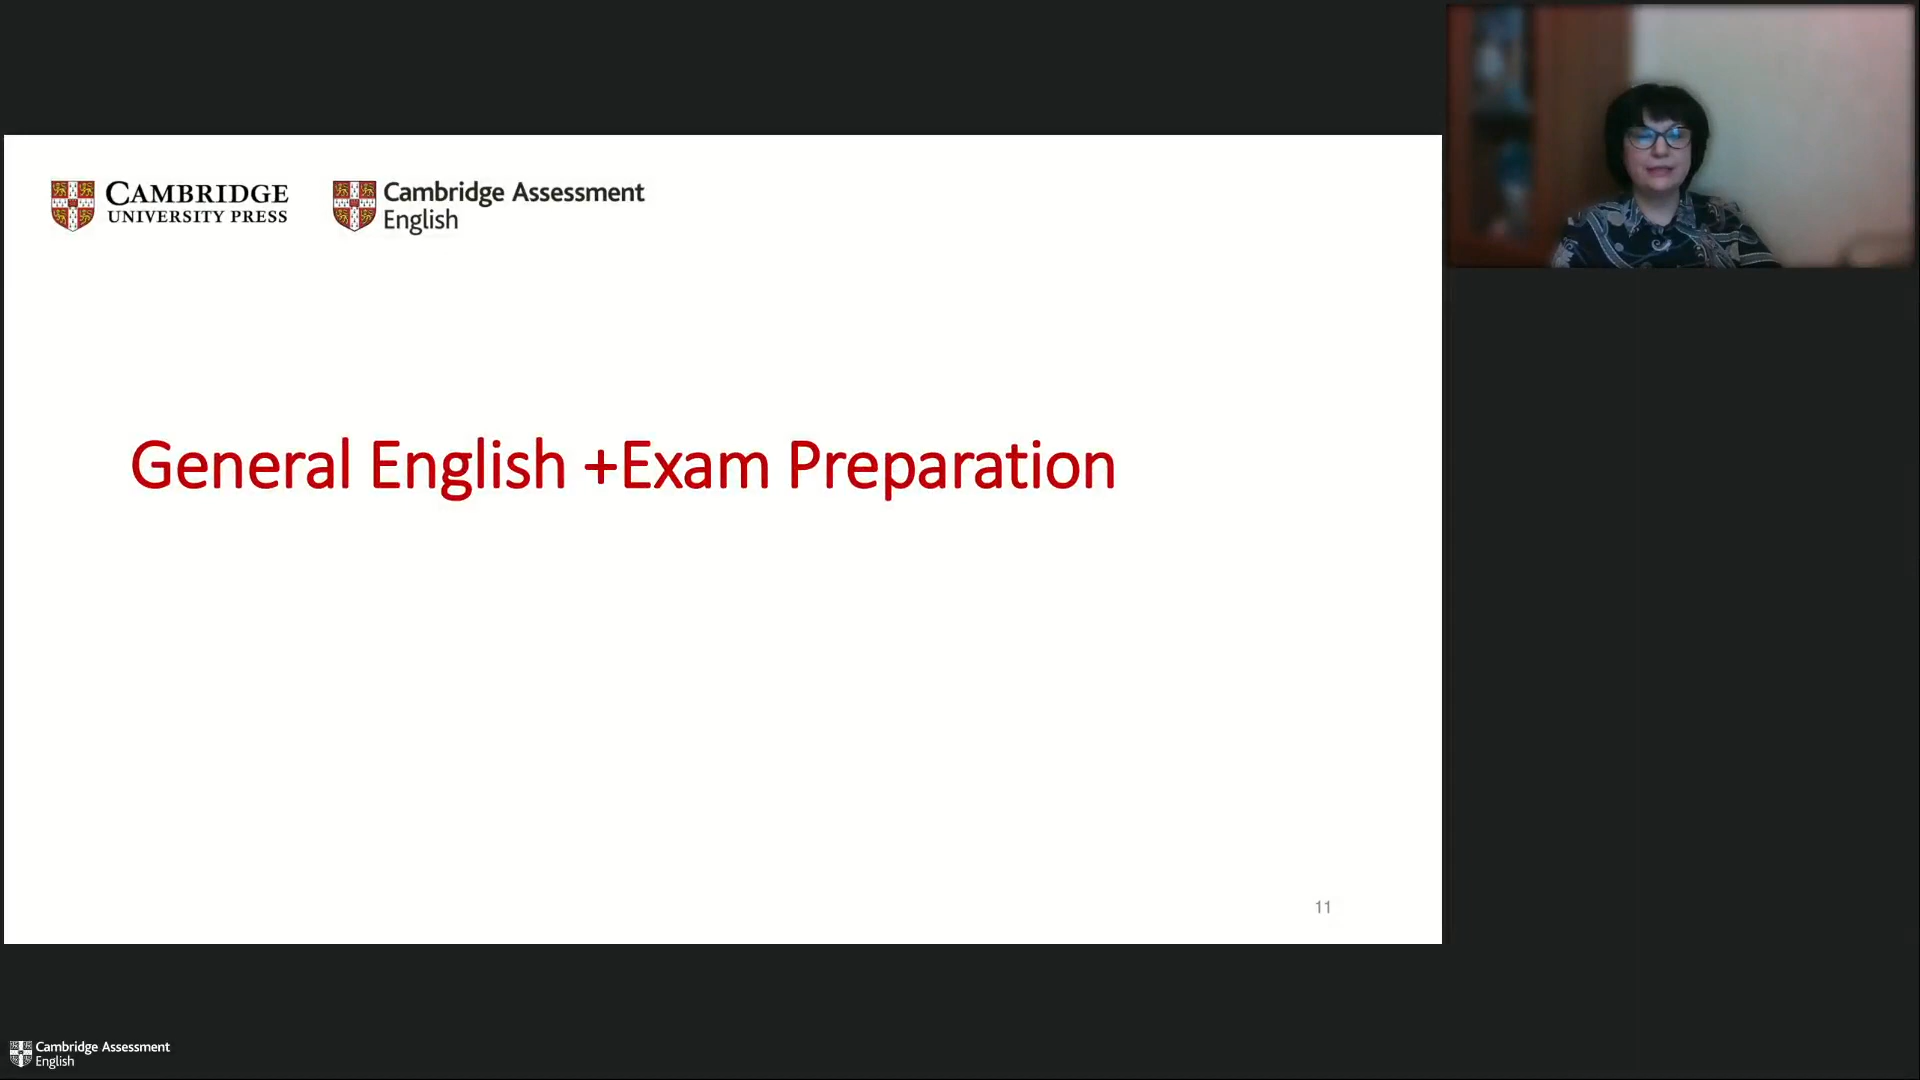 CAMBRIDGE
UNIVERSITY PRESS
Cambridge Assessment
English
General English +Exam Preparation
11
Cambridge Assessment
English